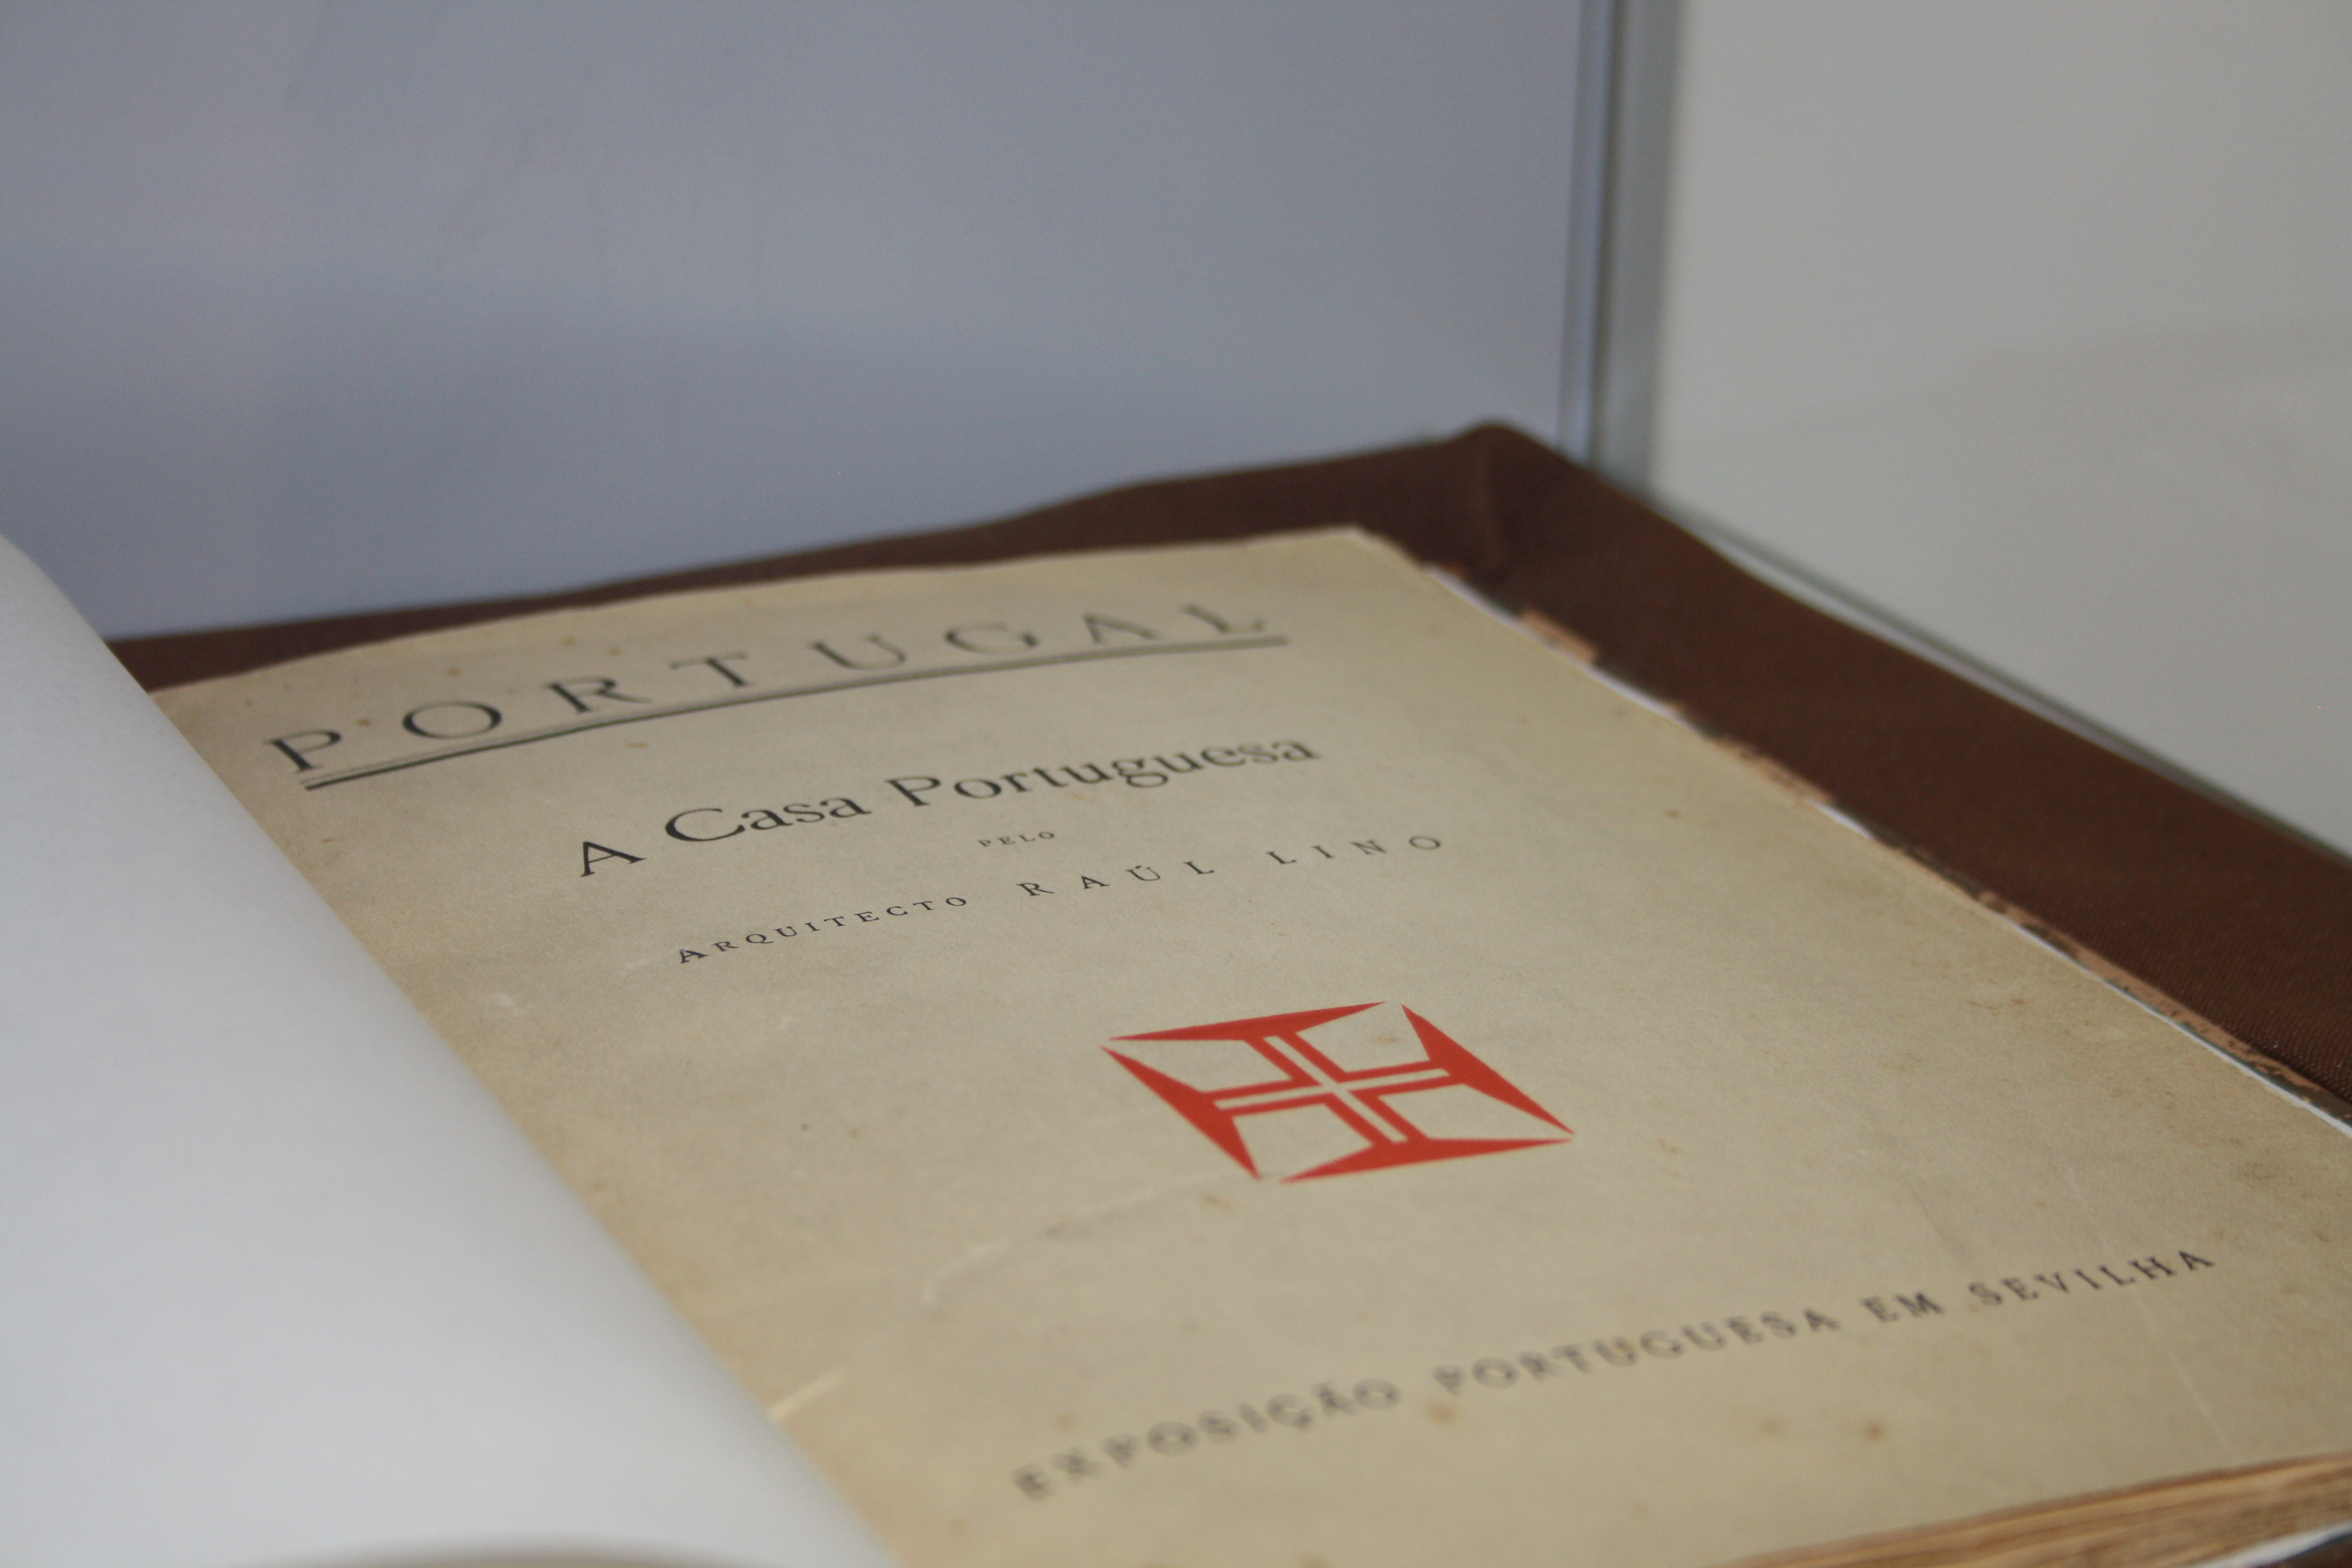 PORTUGAL
A Casa Portuguesa
PELO
ARQUITECTO RAÚL LINO
EXPOSIÇÃO PORTUGUESA EM SEVILHA